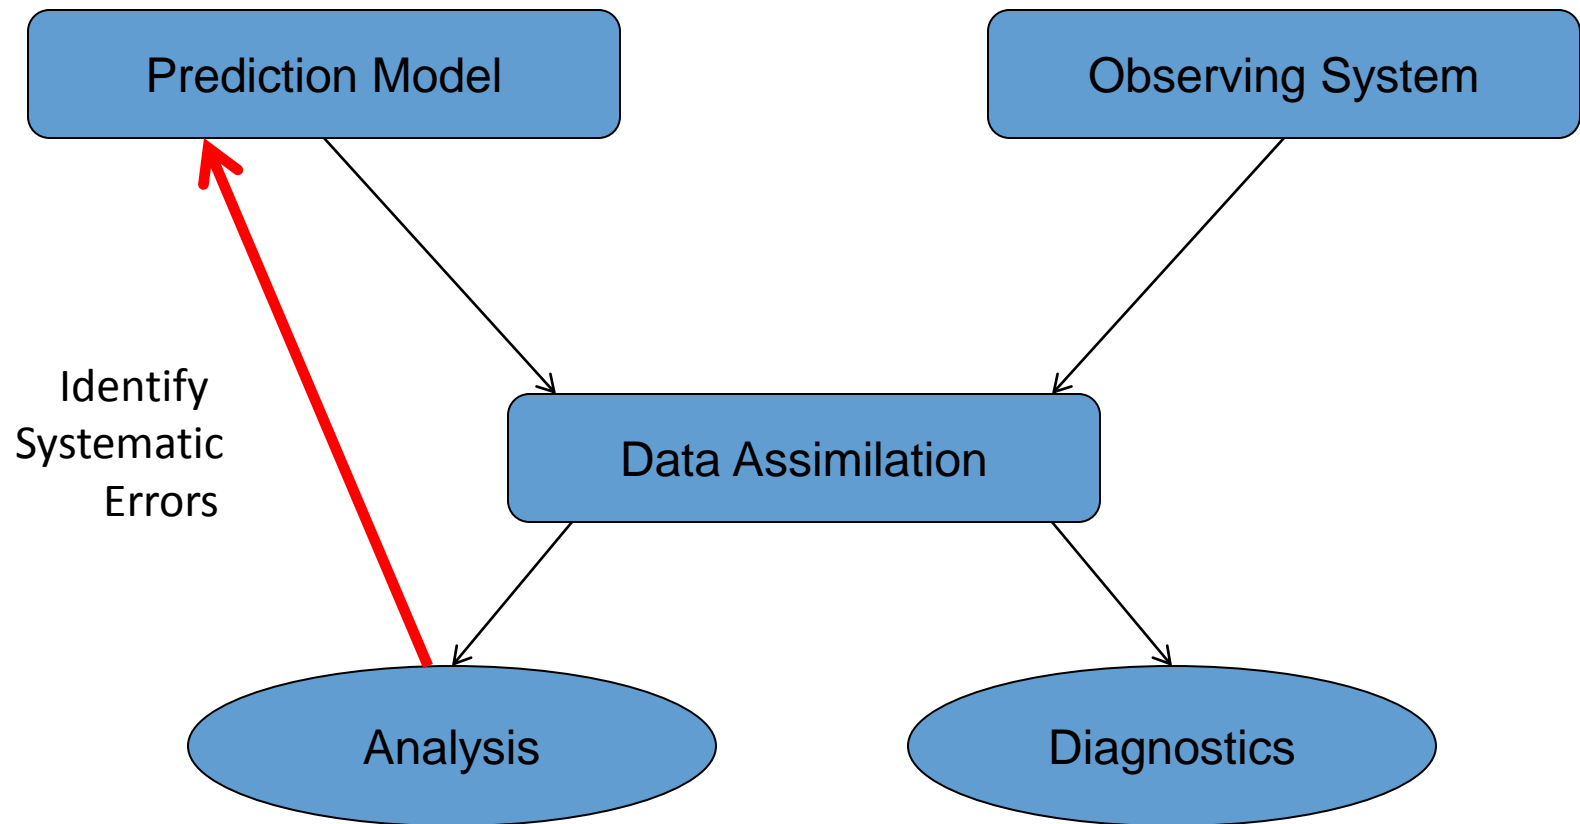 Prediction Model
Observing System
Identify
Systematic
Errors
Data Assimilation
Analysis
Diagnostics